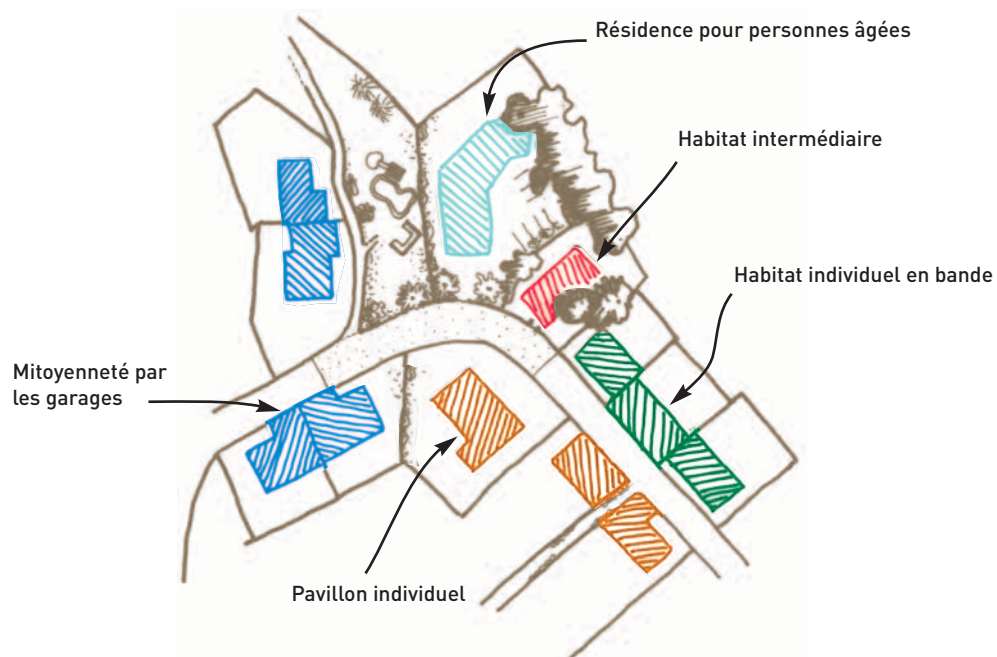 Résidence pour personnes âgées
Habitat intermédiaire
Habitat individuel en bande
Mitoyenneté par
les garages
Pavillon individuel